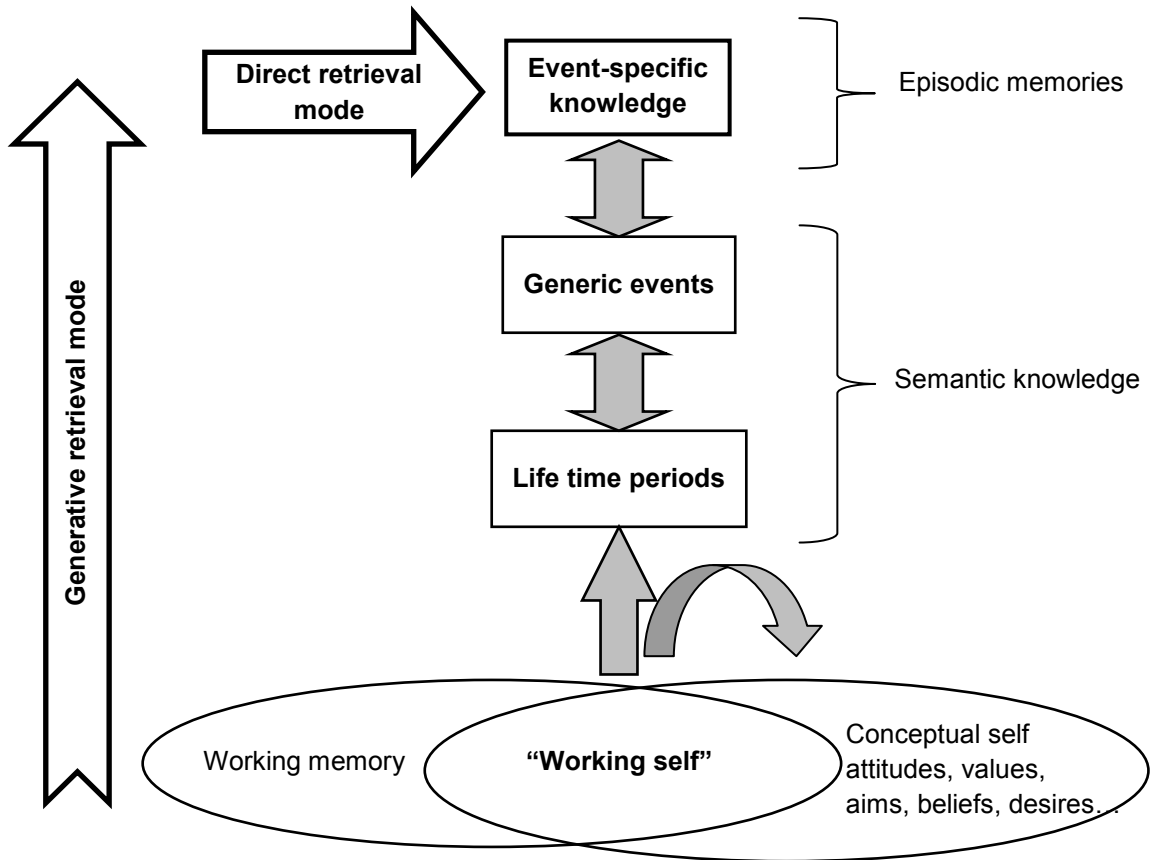 Direct retrieval
mode
Event-specific
knowledge
Episodic memories
Generic events
Generative retrieval mode
Semantic knowledge
Life time periods
Working memory
“Working self”
Conceptual self
attitudes, values,
aims, beliefs, desires…